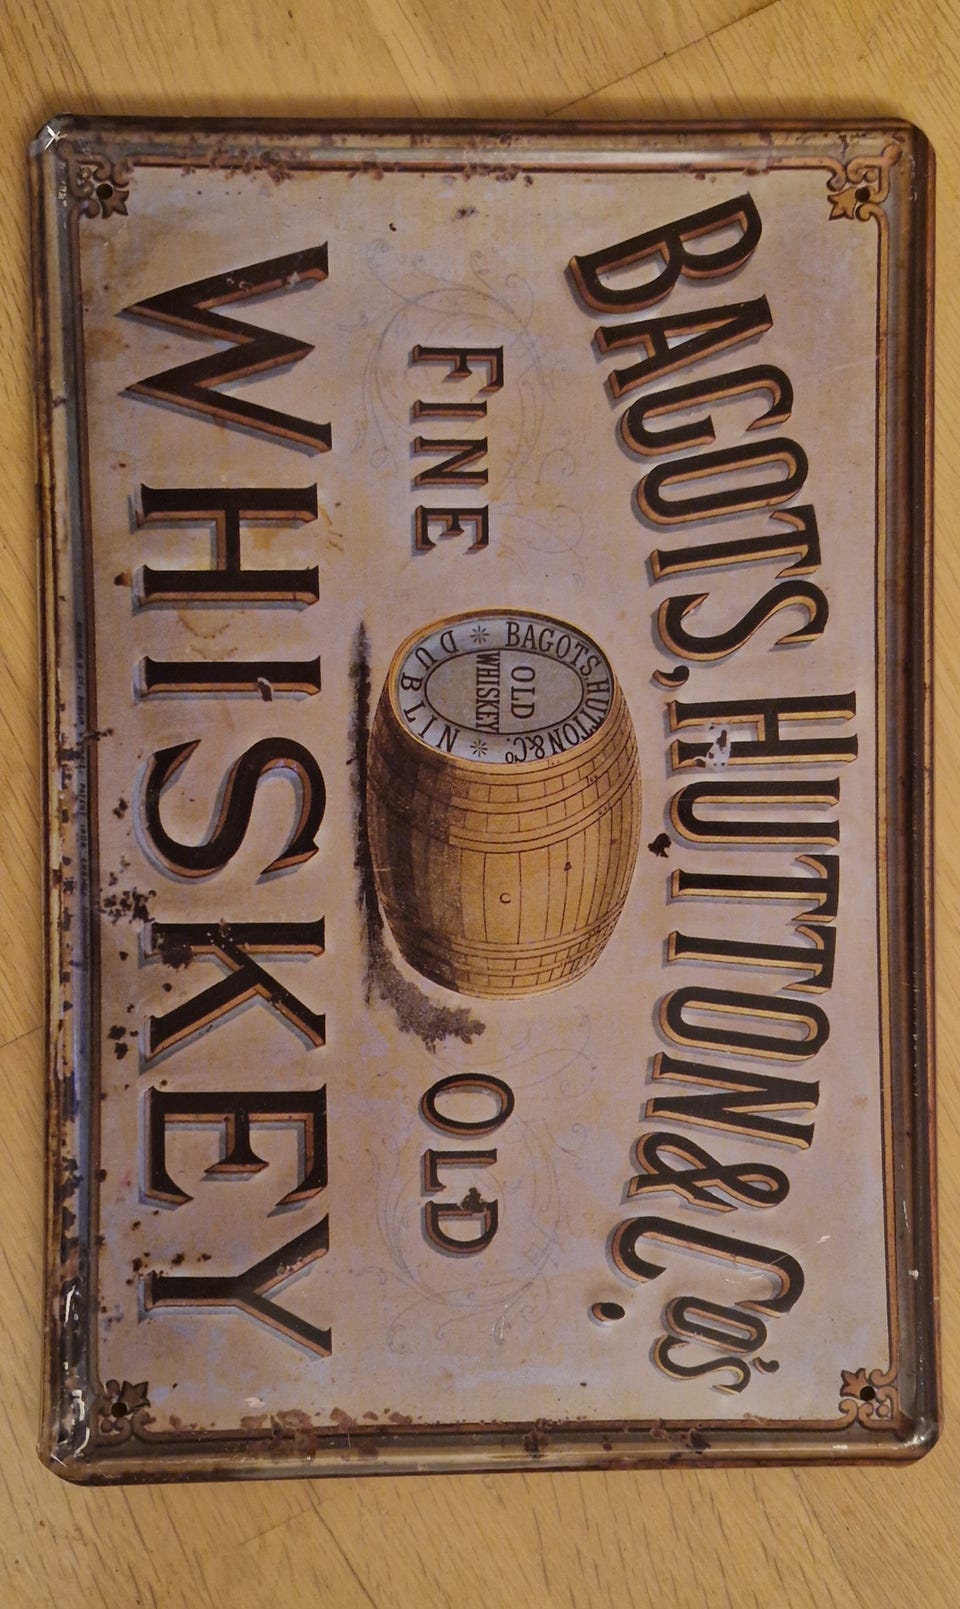 BAGOTS, HUTTON & Co's.
FINE OLD
BAGOTS, HUTTON & Co.
OLD
WHISKEY
DUBLIN
WHISKEY